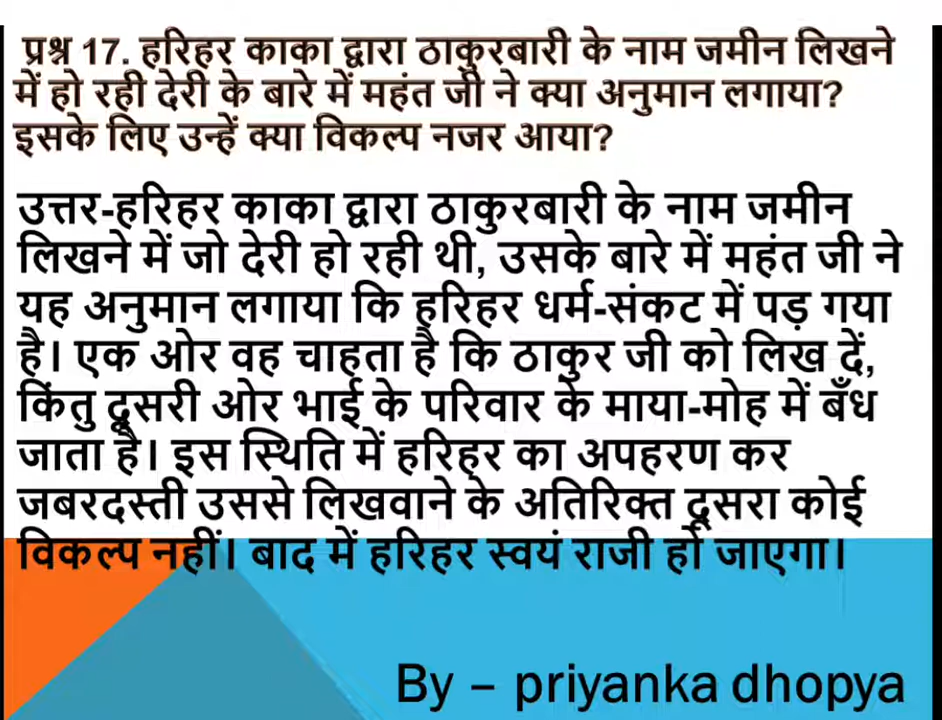 प्रश्न 17. हरिहर काका द्वारा ठाकुरबारी के नाम जमीन लिखने
में हो रही देरी के बारे में महंत जी ने क्या अनुमान लगाया?
इसके लिए उन्हें क्या विकल्प नजर आया?
उत्तर-हरिहर काका द्वारा ठाकुरबारी के नाम जमीन
लिखने में जो देरी हो रही थी, उसके बारे में महंत जी ने
यह अनुमान लगाया कि हरिहर धर्म-संकट में पड़ गया
है। एक ओर वह चाहता है कि ठाकुर जी को लिख दें,
किंतु दूसरी ओर भाई के परिवार के माया-मोह में बँध
जाता है। इस स्थिति में हरिहर का अपहरण कर
जबरदस्ती उससे लिखवाने के अतिरिक्त दूसरा कोई
विकल्प नहीं। बाद में हरिहर स्वयं राजी हो जाएगा।
By – priyanka dhopya